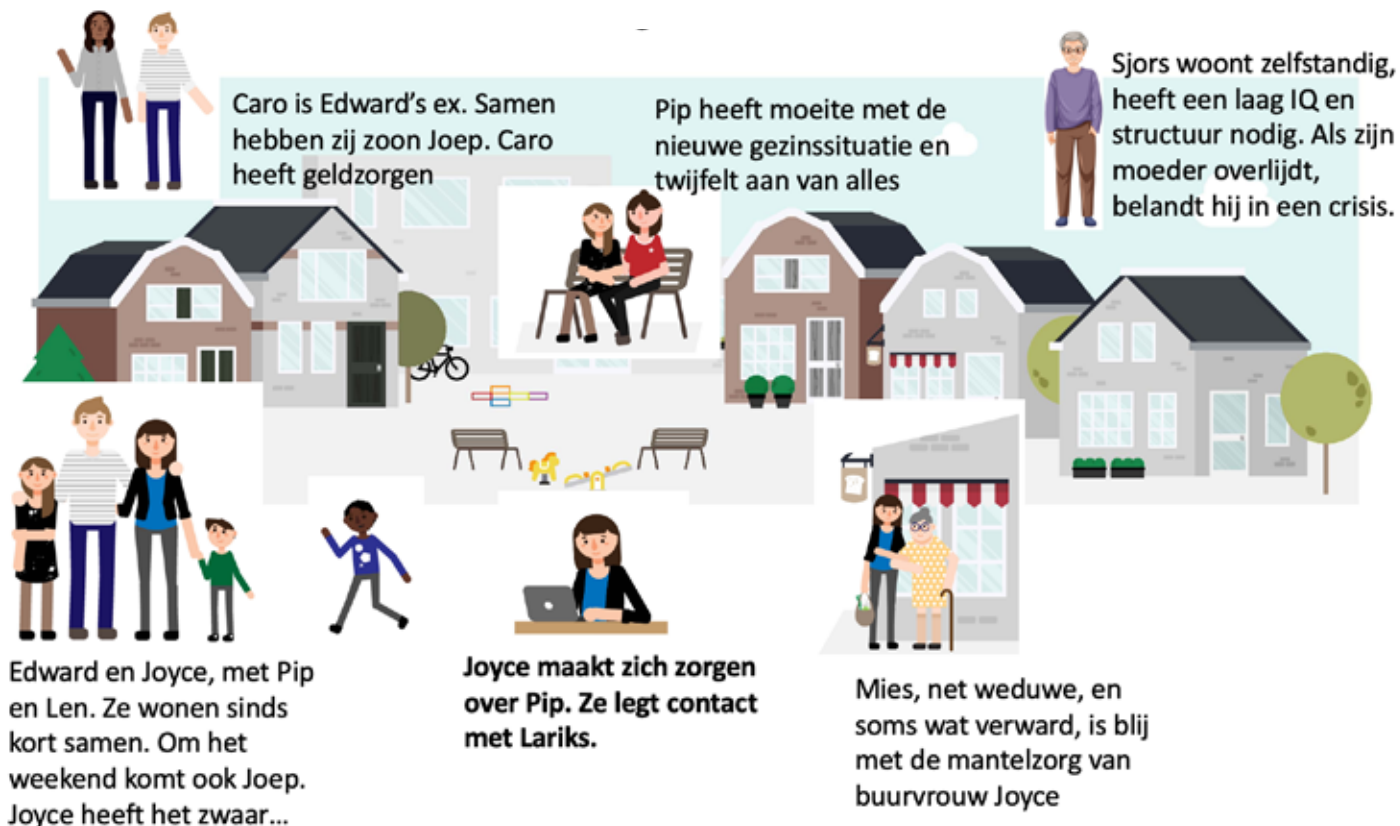 Caro is Edward's ex. Samen
hebben zij zoon Joep. Caro
heeft geldzorgen
Pip heeft moeite met de
nieuwe gezinssituatie en
twijfelt aan van alles
Sjors woont zelfstandig,
heeft een laag IQ en
structuur nodig. Als zijn
moeder overlijdt,
belandt hij in een crisis.
Edward en Joyce, met Pip
en Len. Ze wonen sinds
kort samen. Om het
weekend komt ook Joep.
Joyce heeft het zwaar...
Joyce maakt zich zorgen
over Pip. Ze legt contact
met Lariks.
Mies, net weduwe, en
soms wat verward, is blij
met de mantelzorg van
buurvrouw Joyce